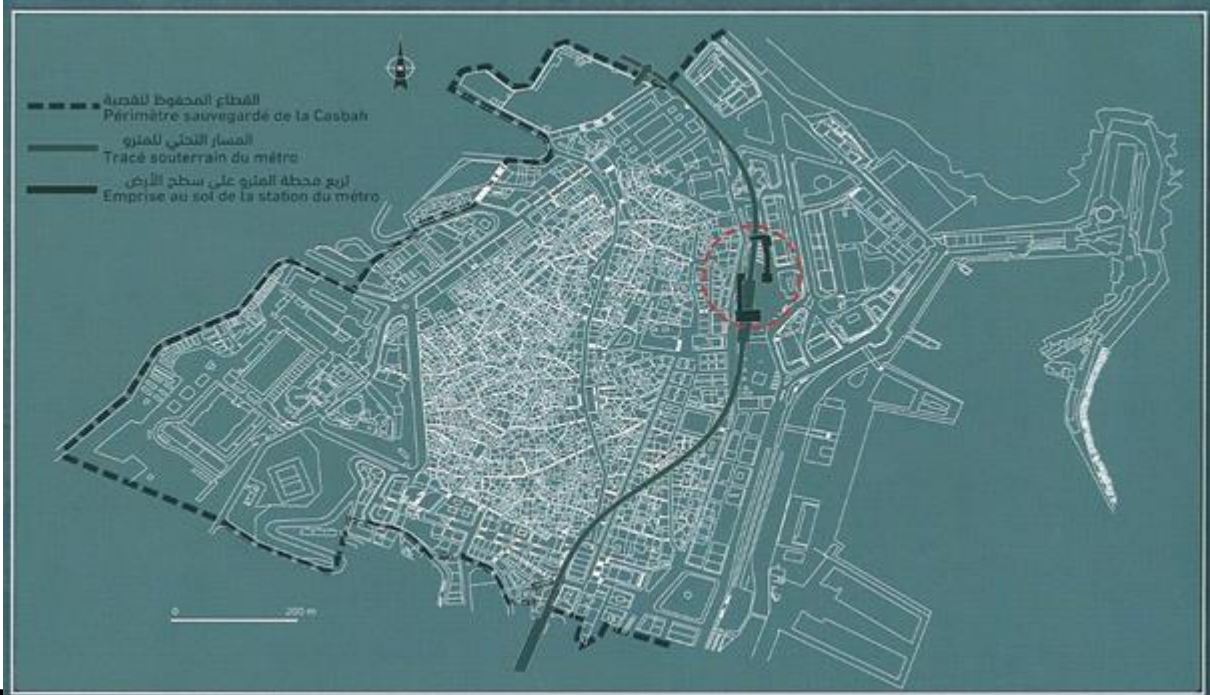 القطاع المحفوظ للقصبة
Périmètre sauvegardé de la Casbah
المسار التحتي للمترو
Tracé souterrain du métro
تربع محطة المترو على سطح الأرض
Emprise au sol de la station du métro
0 200 m